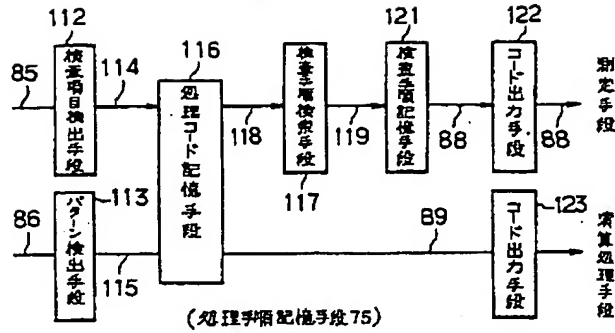 112
検査項目検出手段
85
114
116
処理コード記憶手段
118
検査手順検索手段
117
119
121
検査手順記憶手段
88
122
コード出力手段
88
測定手段
86
113
パターン検出手段
115
89
コード出力手段
123
演算処理手段
(処理手順記憶手段75)